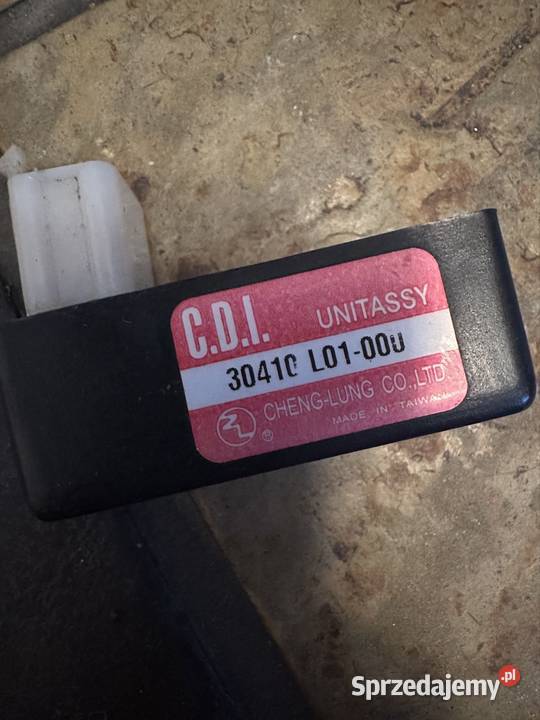 C.D.I. UNITASSY
30410 L01-000
CHENG-LUNG CO.,LTD
®
MADE IN TAIWAN
Sprzedajemy.pl